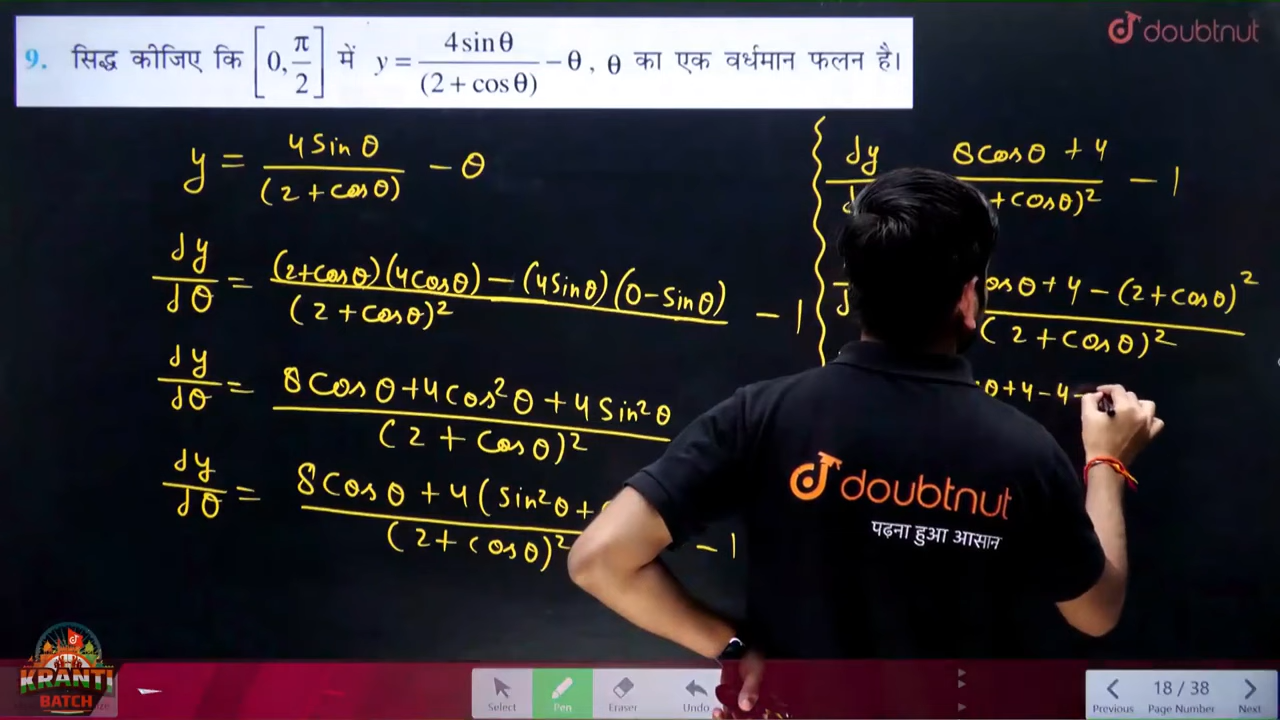 9. सिद्ध कीजिए कि [0, π/2] में y = 4sinθ/(2 + cosθ) − θ, θ का एक वर्धमान फलन है।
doubtnut
y = 4 Sin θ/(2 + cos θ) − θ
dy/dθ = (2+cosθ)(4cosθ) − (4Sinθ)(0−Sinθ)/(2+cosθ)² − 1
dy/dθ = 8Cosθ+4Cos²θ+4Sin²θ/(2+Cosθ)²
dy/dθ = 8Cosθ + 4(Sin²θ+/(2+cosθ)² − 1
dy 8Cosθ + 4/+cosθ)² − 1
osθ+4−(2+cosθ)²/(2+cosθ)²
θ+4−4−
doubtnut
पढ़ना हुआ आसान
KRANTI
BATCH
Select
Pen
Eraser
Undo
Previous
18 / 38
Page Number
Next